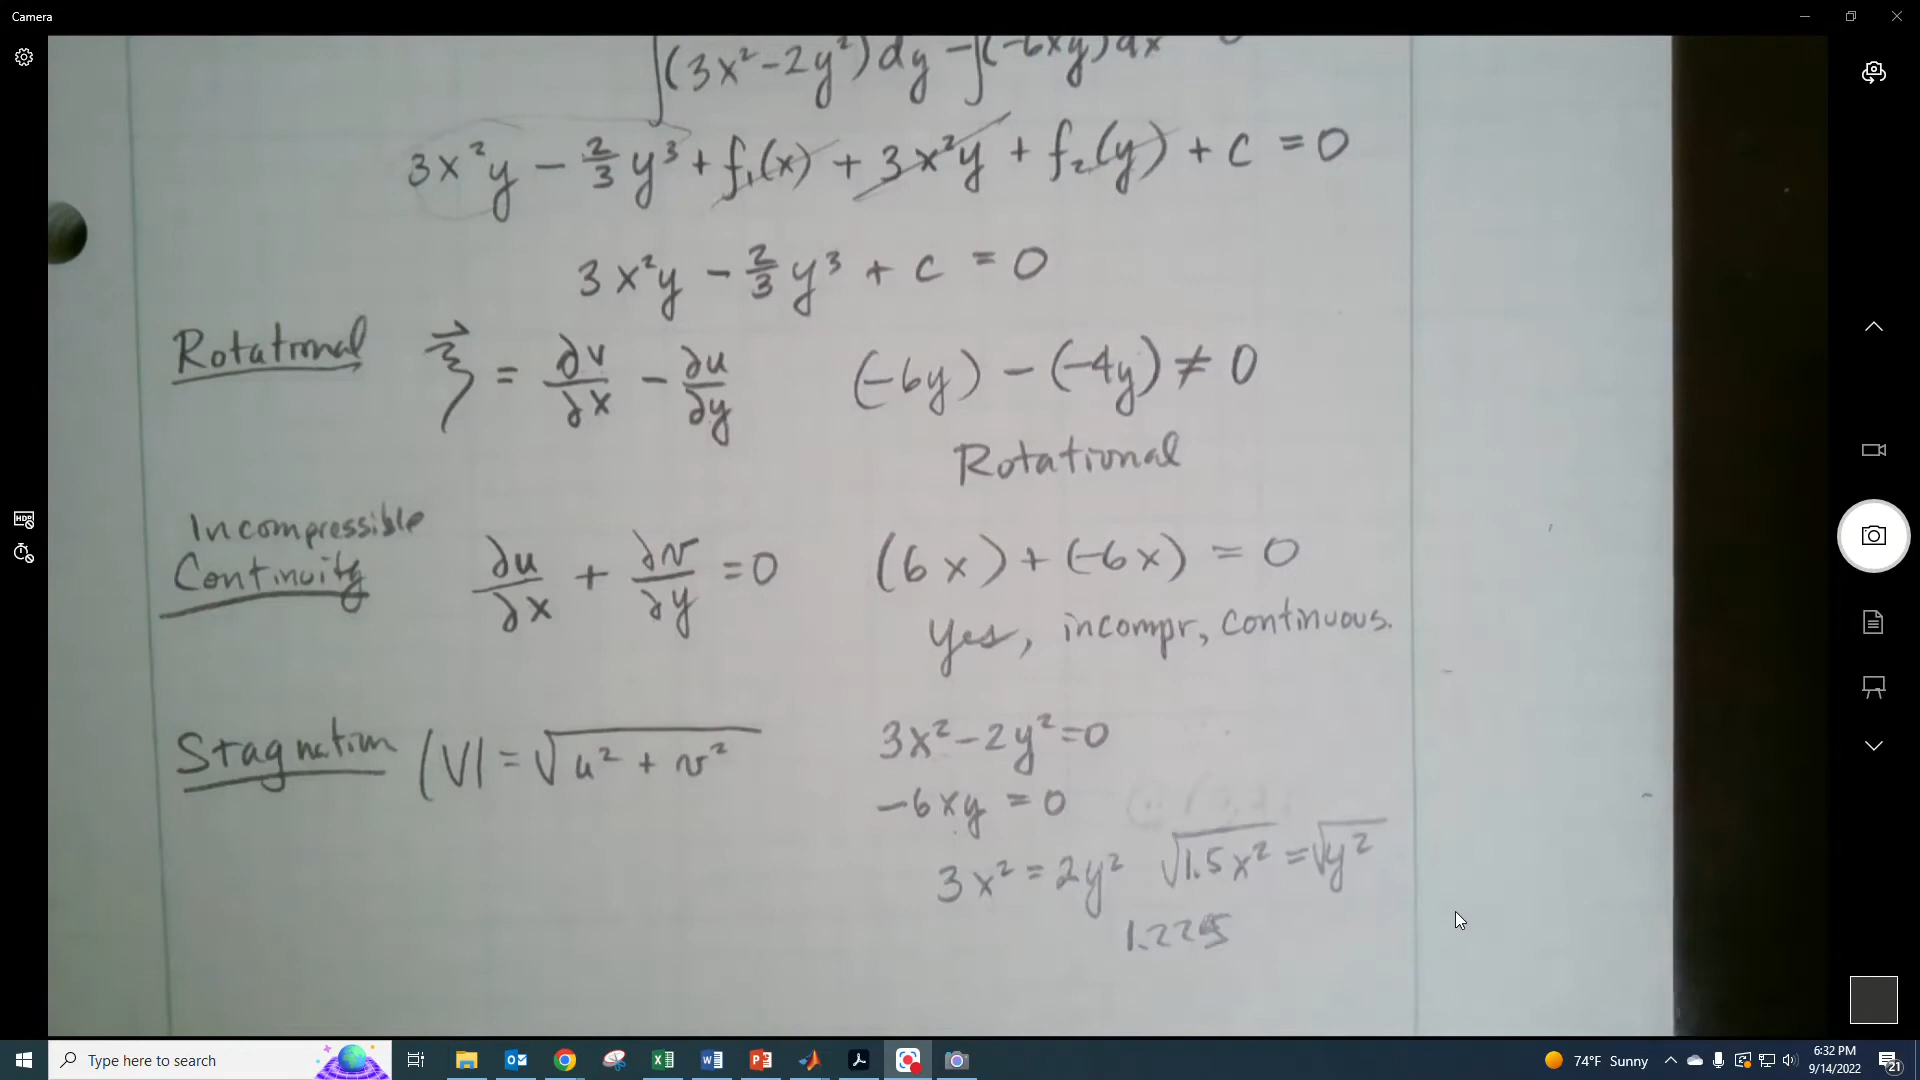 Camera
∫(3x²-2y²)dy - ∫(-6xy)dx
3x²y - 2/3 y³ + f₁(x) + 3x²y + f₂(y) + c = 0
3x²y - 2/3 y³ + c = 0
Rotational ξ = ∂v/∂x - ∂u/∂y (-6y) - (-4y) ≠ 0
Rotational
Incompressible
Continuity ∂u/∂x + ∂v/∂y = 0 (6x) + (-6x) = 0
Yes, incompr, continuous.
Stagnation |V| = √u² + v² 3x²-2y²=0
-6xy = 0
3x² = 2y² √1.5x² = √y²
1.225
HDR
Type here to search
74°F Sunny
6:32 PM
9/14/2022
21